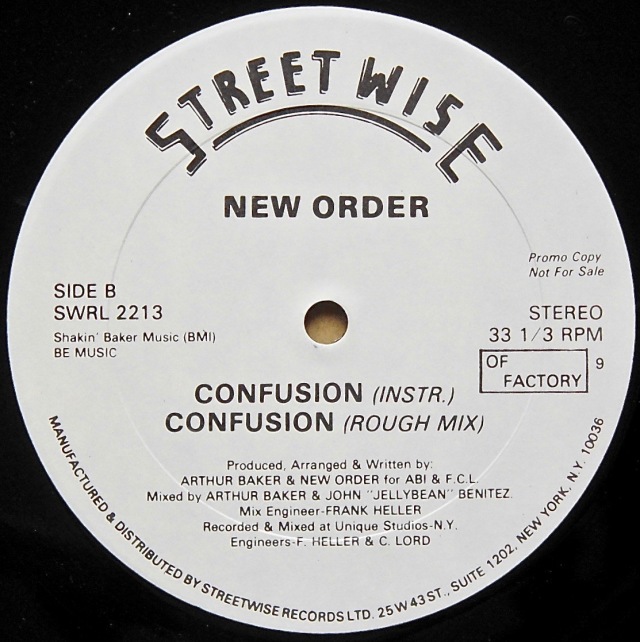 STREETWISE
NEW ORDER
Promo Copy
Not For Sale
SIDE B
SWRL 2213
Shakin' Baker Music (BMI)
BE MUSIC
STEREO
33 1/3 RPM
OF
FACTORY
9
CONFUSION (INSTR.)
CONFUSION (ROUGH MIX)
Produced, Arranged & Written by:
ARTHUR BAKER & NEW ORDER for ABI & F.C.L.
Mixed by ARTHUR BAKER & JOHN "JELLYBEAN" BENITEZ.
Mix Engineer-FRANK HELLER
Recorded & Mixed at Unique Studios-N.Y.
Engineers-F. HELLER & C. LORD
MANUFACTURED & DISTRIBUTED BY STREETWISE RECORDS LTD. 25 W 43 ST., SUITE 1202, NEW YORK, N.Y. 10036